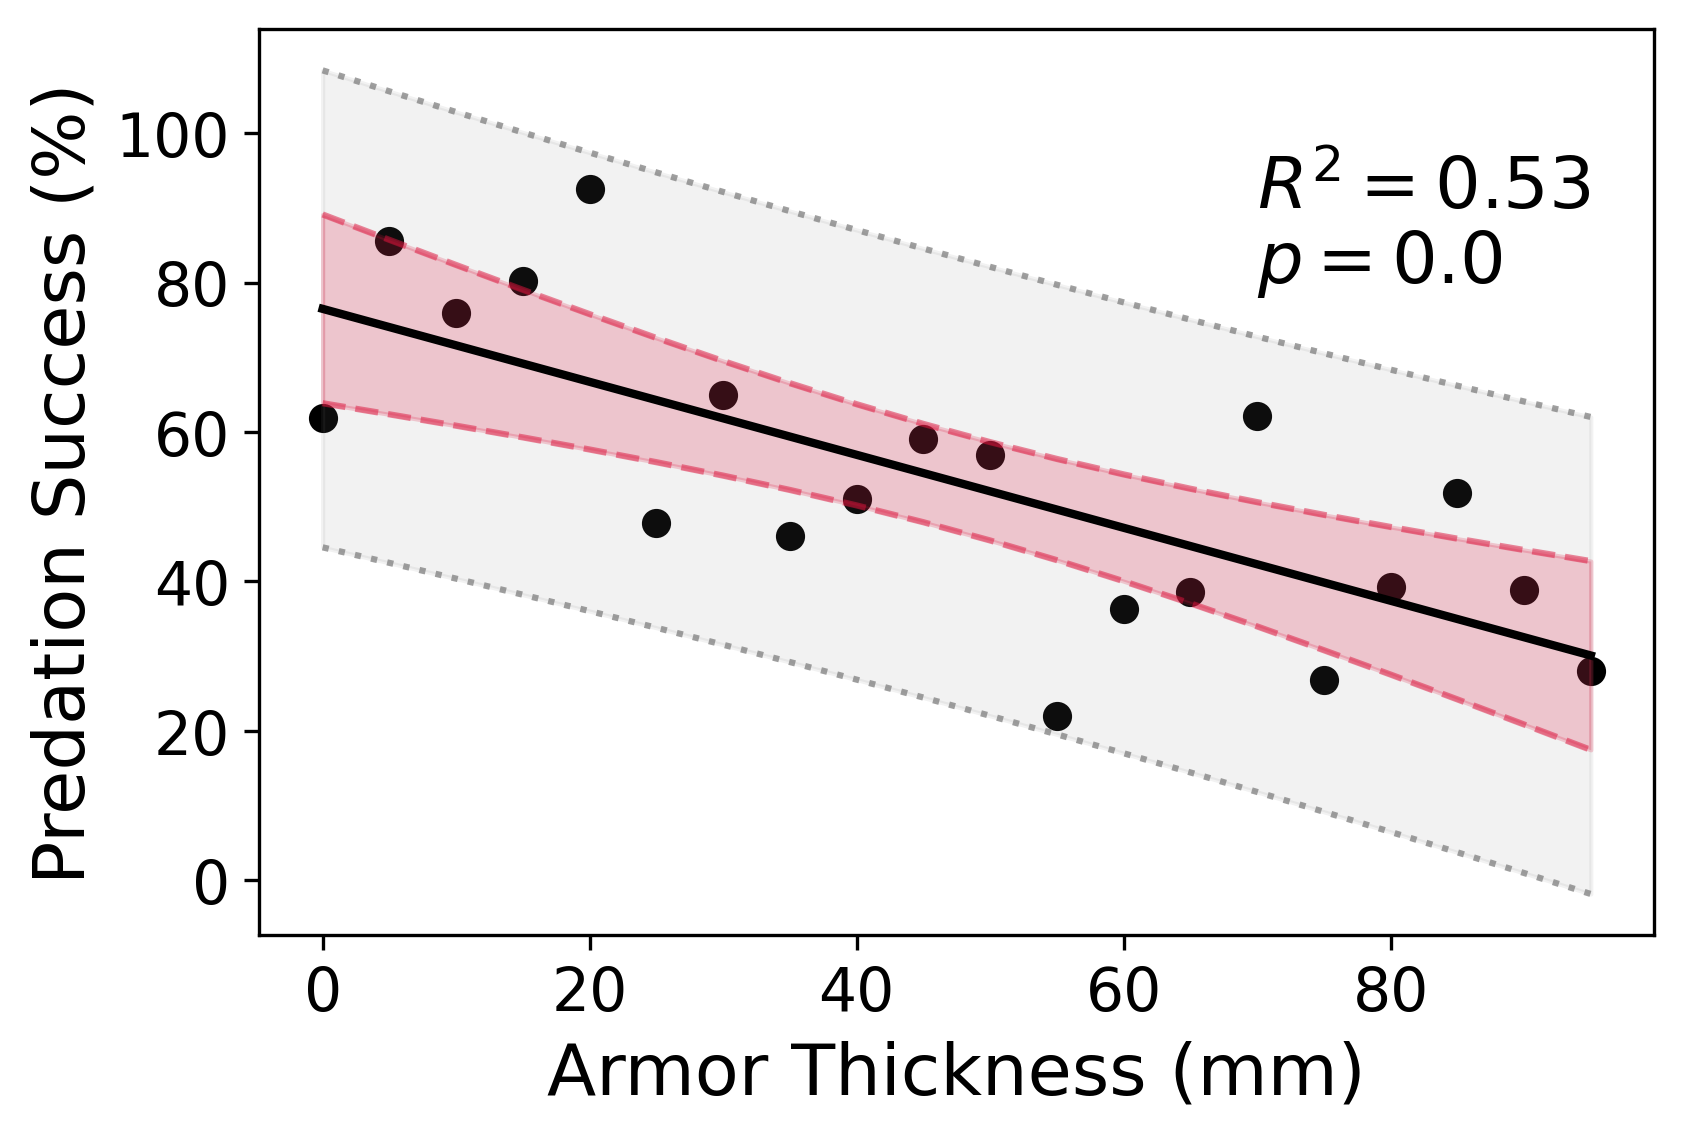 Predation Success (%)
100
80
60
40
20
0
R² = 0.53
p = 0.0
0 20 40 60 80
Armor Thickness (mm)